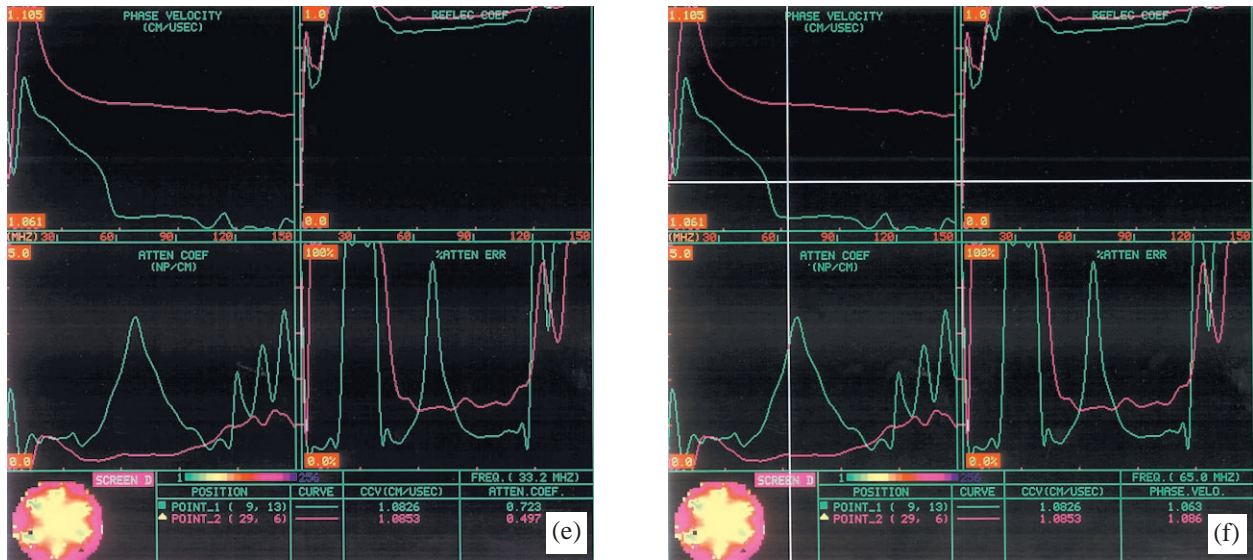 1.105
PHASE VELOCITY
(CM/USEC)
1.0
REFLEC COEF
1.061
0.0
(MHZ) 30 60 90 120 150
30 60 90 120 150
5.0
ATTEN COEF
(NP/CM)
100%
%ATTEN ERR
0.0
0.0%
SCREEN D
1 256
FREQ.( 33.2 MHZ)
POSITION CURVE CCV(CM/USEC) ATTEN.COEF.
POINT_1 ( 9, 13) 1.0826 0.723
POINT_2 ( 29, 6) 1.0853 0.497
(e)
1.105
PHASE VELOCITY
(CM/USEC)
1.0
REFLEC COEF
1.061
0.0
(MHZ) 30 60 90 120 150
30 60 90 120 150
5.0
ATTEN COEF
(NP/CM)
100%
%ATTEN ERR
0.0
0.0%
SCREEN D
1 256
FREQ.( 65.0 MHZ)
POSITION CURVE CCV(CM/USEC) PHASE.VELO.
POINT_1 ( 9, 13) 1.0826 1.063
POINT_2 ( 29, 6) 1.0853 1.086
(f)